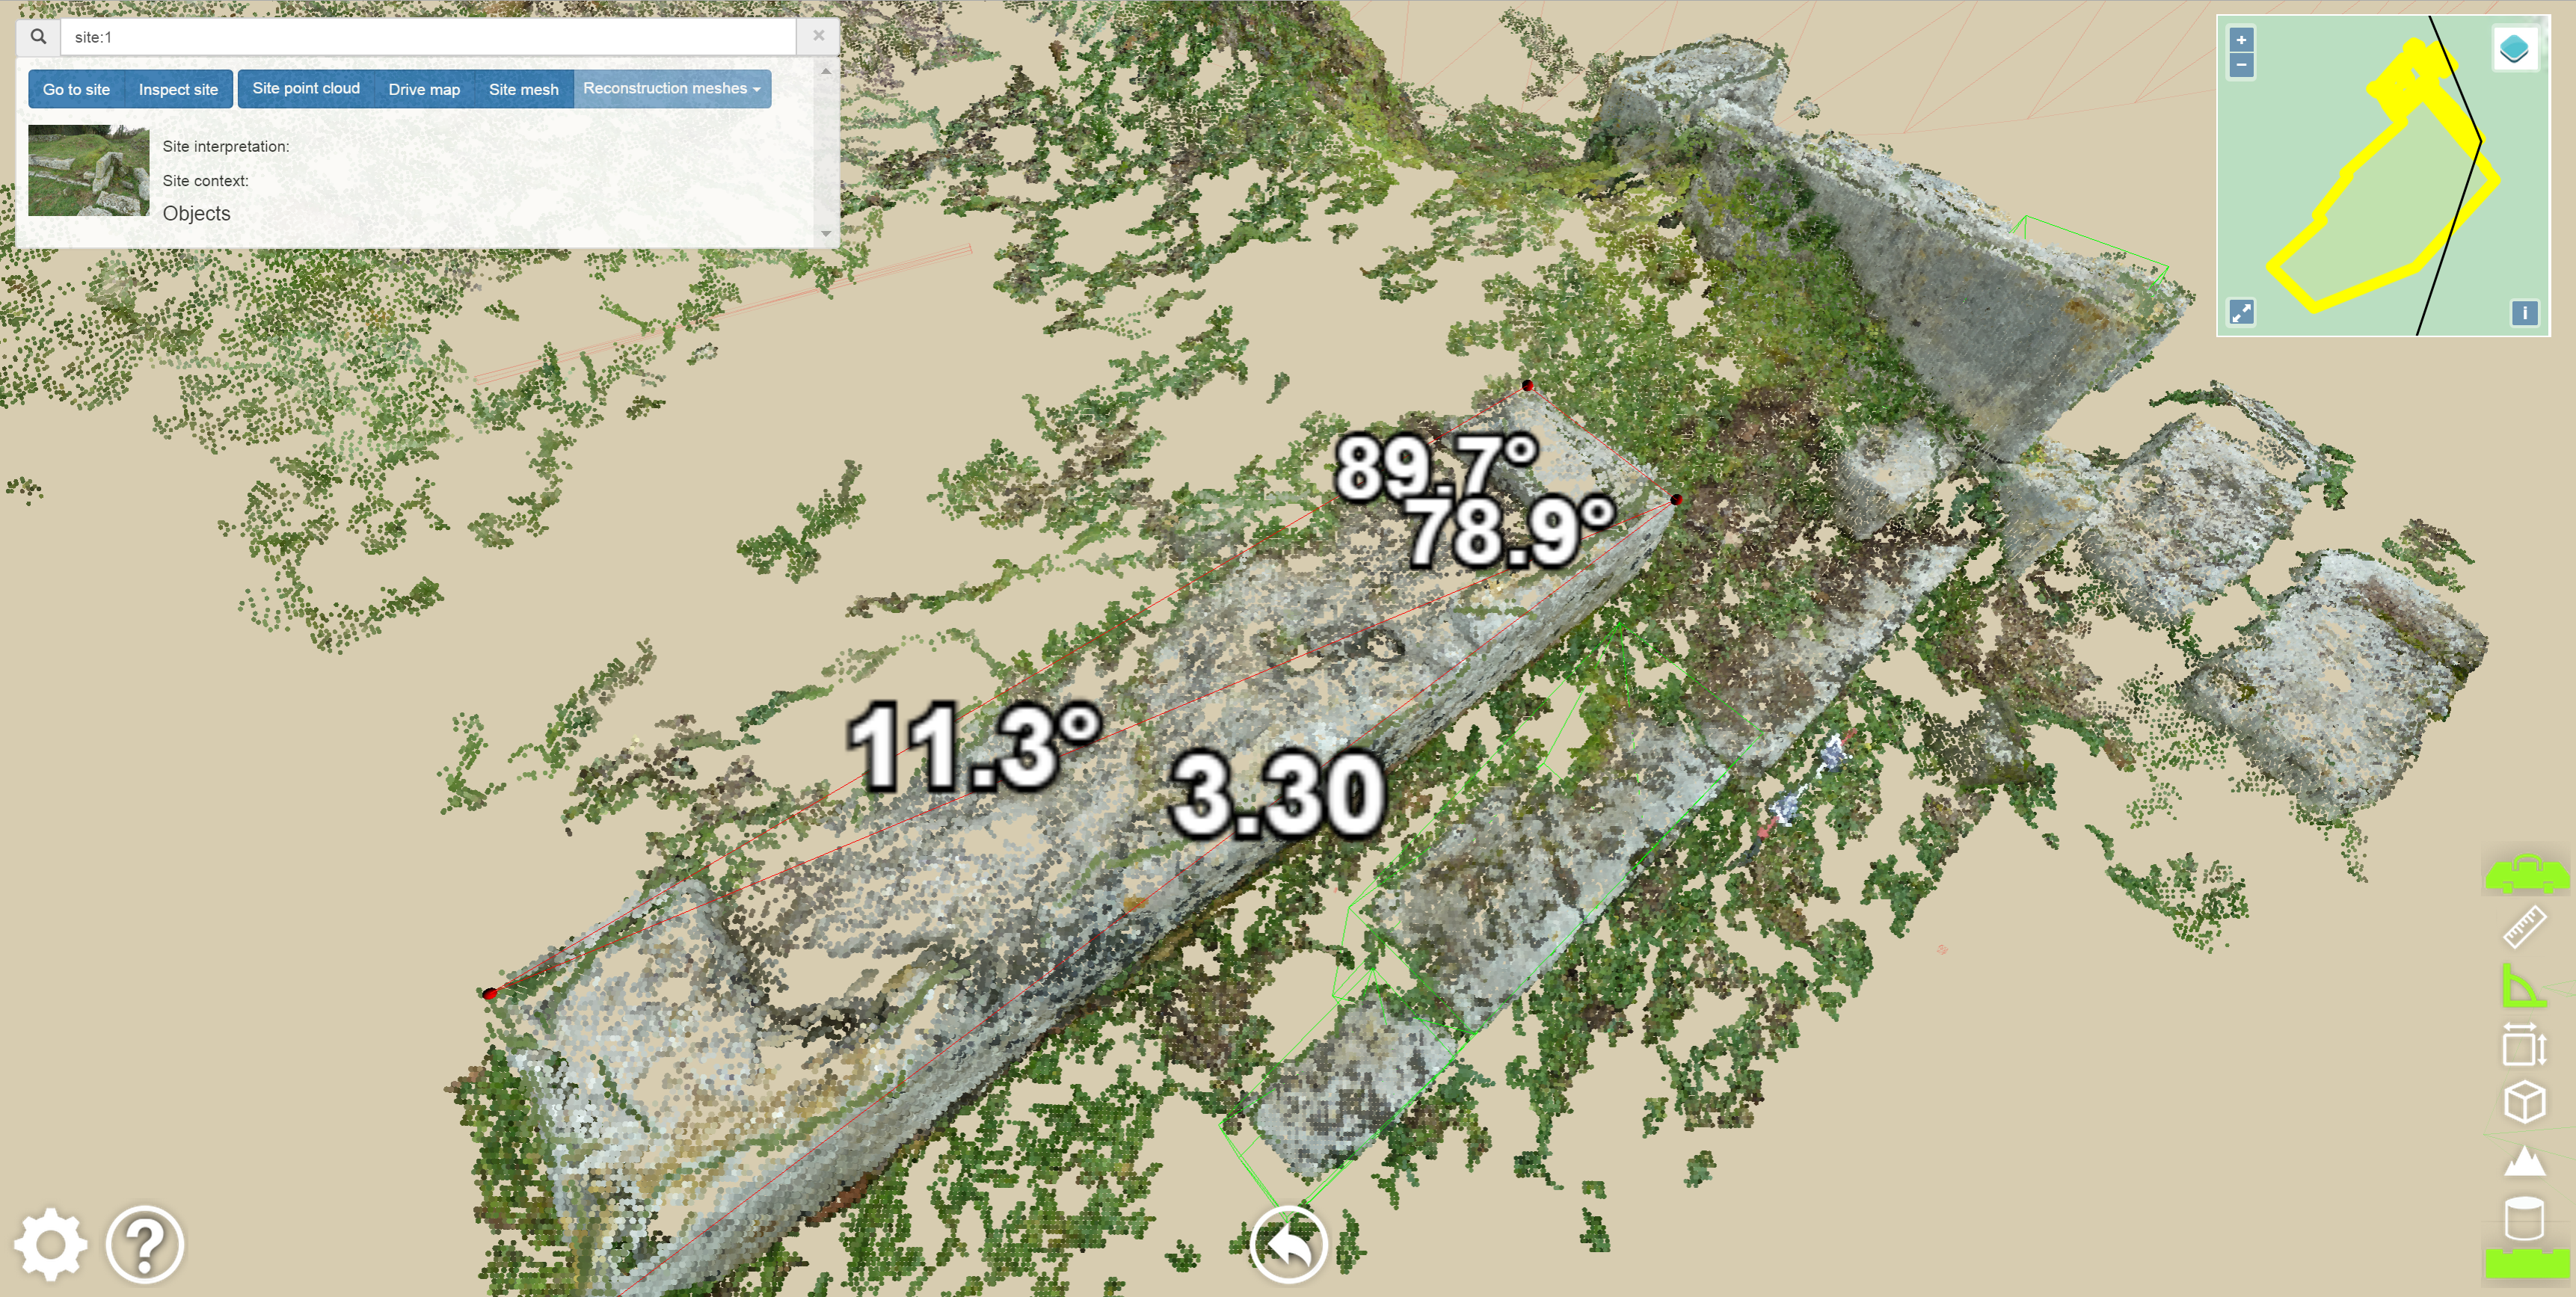 site:1
×
Go to site
Inspect site
Site point cloud
Drive map
Site mesh
Reconstruction meshes
Site interpretation:
Site context:
Objects
+
−
i
89.7°
78.9°
11.3°
3.30
?